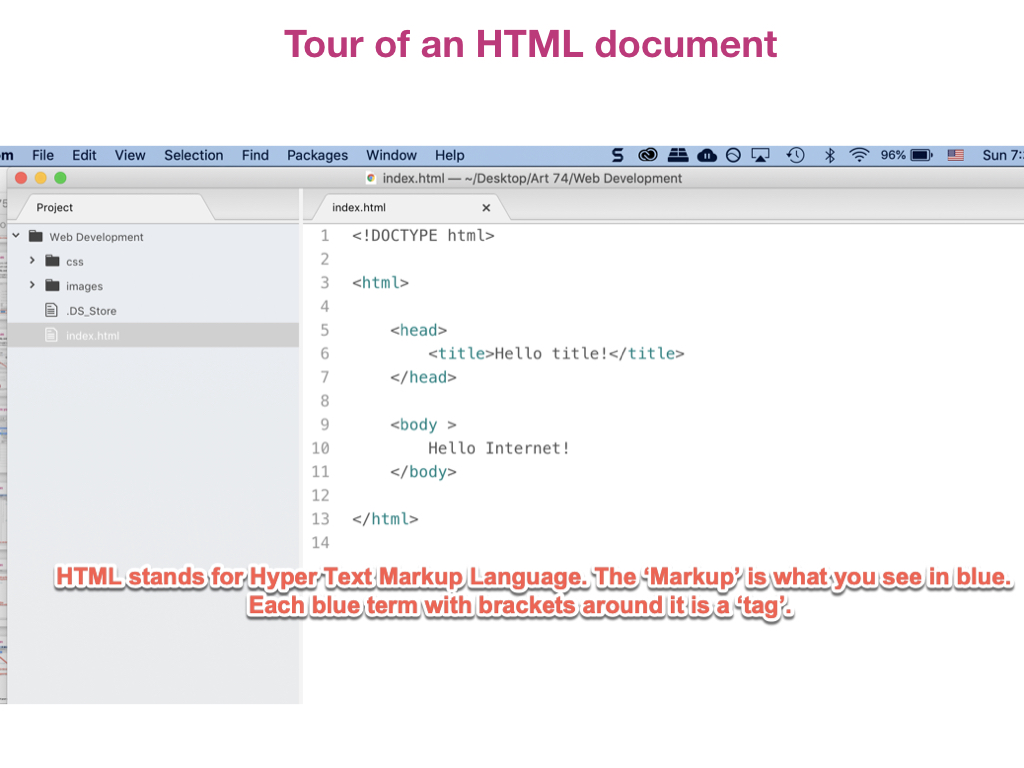 Tour of an HTML document
File Edit View Selection Find Packages Window Help 96% Sun 7:
index.html — ~/Desktop/Art 74/Web Development
Project
index.html
Web Development
css
images
.DS_Store
index.html
1 <!DOCTYPE html>
2
3 <html>
4
5 <head>
6 <title>Hello title!</title>
7 </head>
8
9 <body >
10 Hello Internet!
11 </body>
12
13 </html>
14
HTML stands for Hyper Text Markup Language. The ‘Markup’ is what you see in blue.
Each blue term with brackets around it is a ‘tag’.